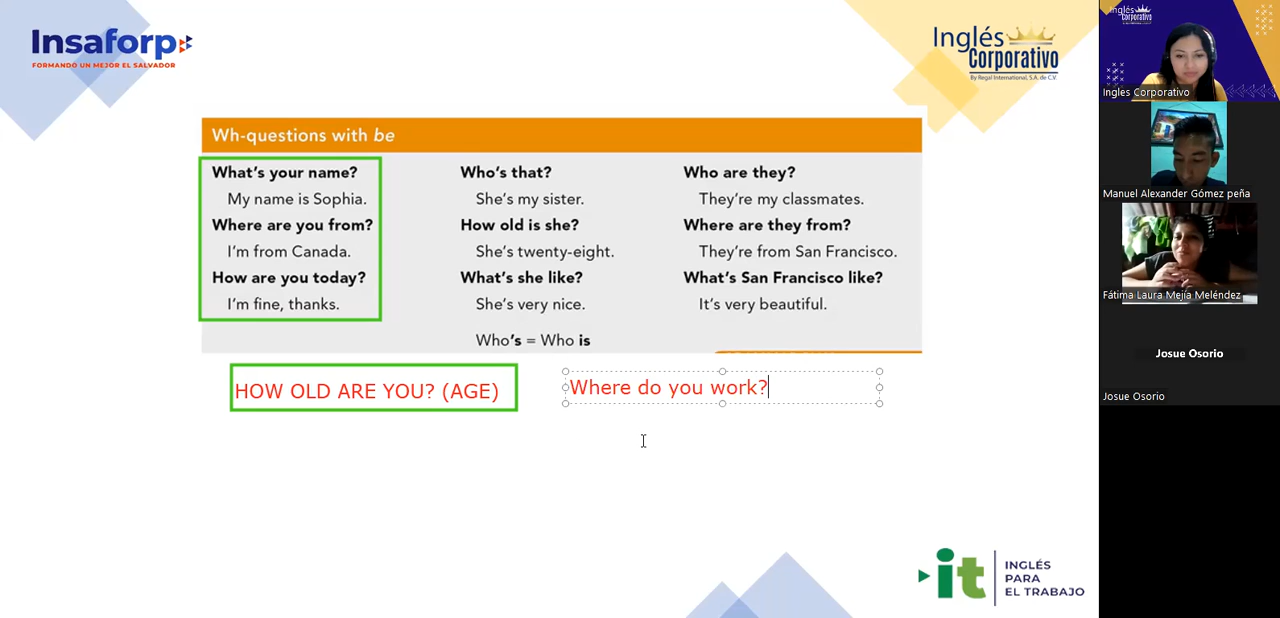 Insaforp
FORMANDO UN MEJOR EL SALVADOR
Inglés
Corporativo
By Regal International, S.A. de C.V.
Wh-questions with be
What's your name?
My name is Sophia.
Where are you from?
I'm from Canada.
How are you today?
I'm fine, thanks.
Who's that?
She's my sister.
How old is she?
She's twenty-eight.
What's she like?
She's very nice.
Who's = Who is
Who are they?
They're my classmates.
Where are they from?
They're from San Francisco.
What's San Francisco like?
It's very beautiful.
HOW OLD ARE YOU? (AGE)
Where do you work?
it
INGLÉS
PARA
EL TRABAJO
Inglés
Corporativo
Ingles Corporativo
Manuel Alexander Gómez peña
Fátima Laura Mejía Meléndez
Josue Osorio
Josue Osorio